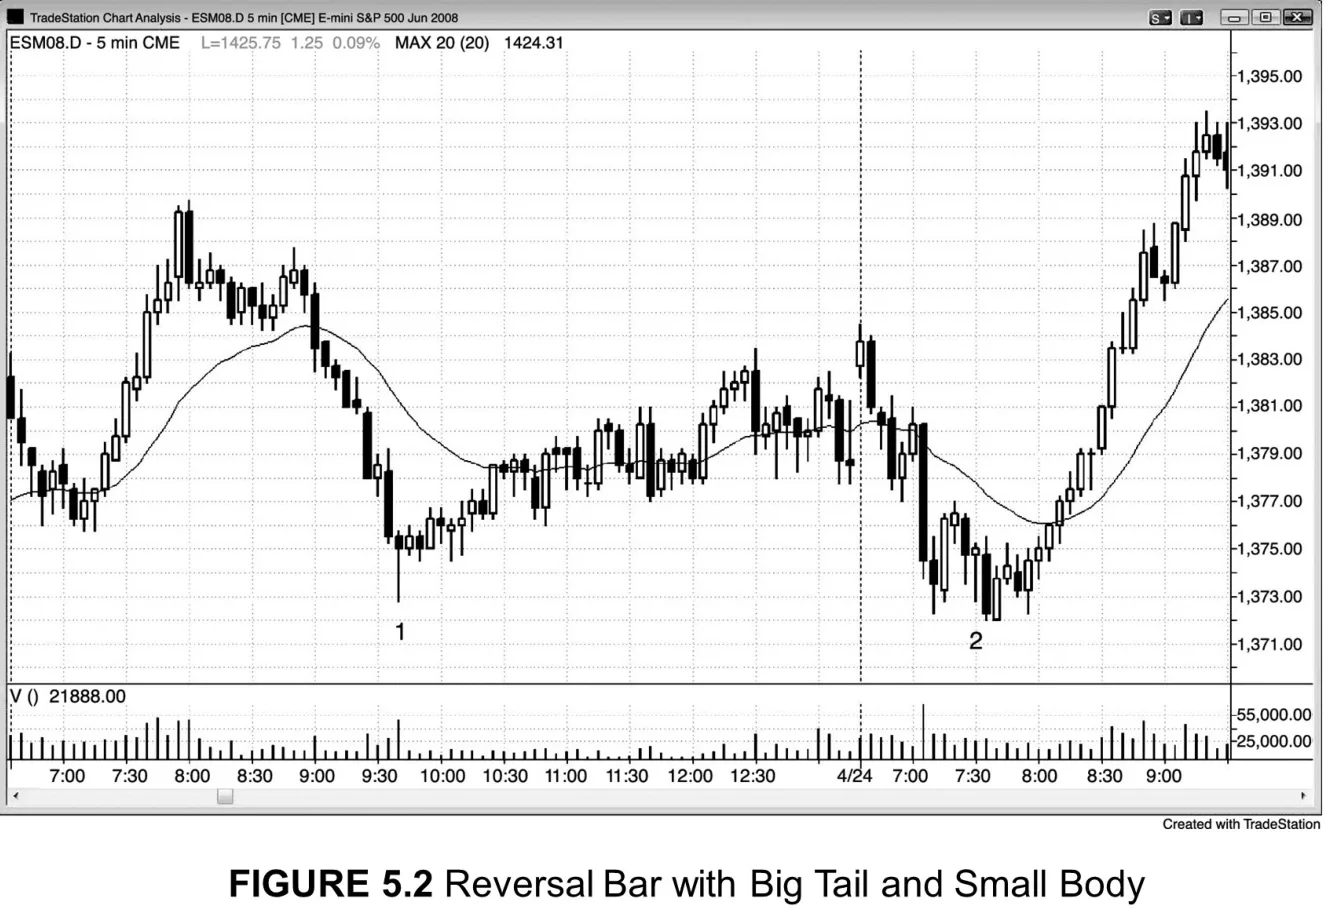 TradeStation Chart Analysis - ESM08.D 5 min [CME] E-mini S&P 500 Jun 2008
S
I
ESM08.D - 5 min CME L=1425.75 1.25 0.09% MAX 20 (20) 1424.31
1,395.00
1,393.00
1,391.00
1,389.00
1,387.00
1,385.00
1,383.00
1,381.00
1,379.00
1,377.00
1,375.00
1,373.00
1,371.00
1
2
V () 21888.00
55,000.00
25,000.00
7:00 7:30 8:00 8:30 9:00 9:30 10:00 10:30 11:00 11:30 12:00 12:30 4/24 7:00 7:30 8:00 8:30 9:00
Created with TradeStation
FIGURE 5.2 Reversal Bar with Big Tail and Small Body